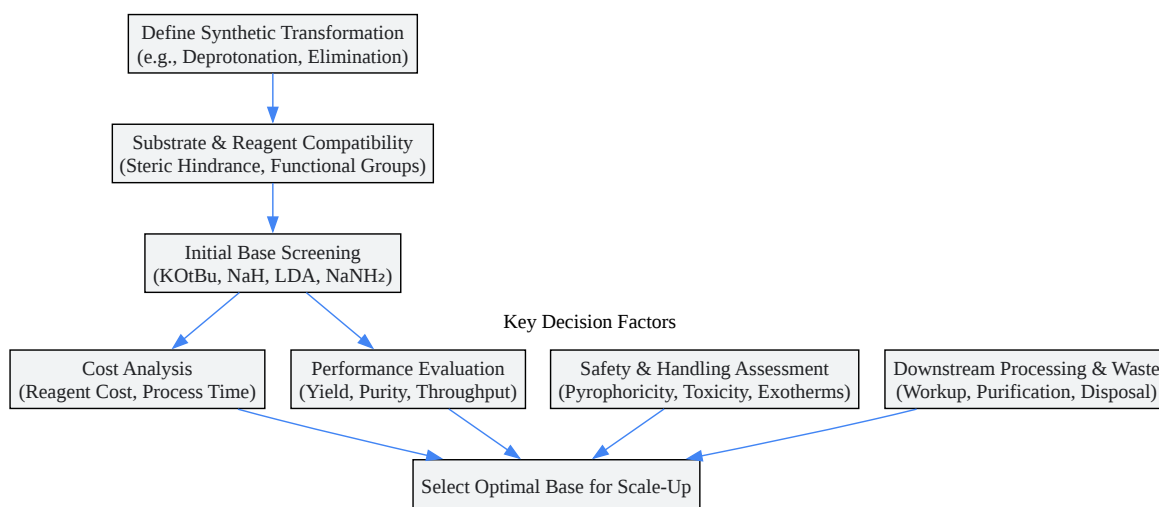 Define Synthetic Transformation
(e.g., Deprotonation, Elimination)
Substrate & Reagent Compatibility
(Steric Hindrance, Functional Groups)
Initial Base Screening
(KOtBu, NaH, LDA, NaNH₂)
Key Decision Factors
Cost Analysis
(Reagent Cost, Process Time)
Performance Evaluation
(Yield, Purity, Throughput)
Safety & Handling Assessment
(Pyrophoricity, Toxicity, Exotherms)
Downstream Processing & Waste
(Workup, Purification, Disposal)
Select Optimal Base for Scale-Up